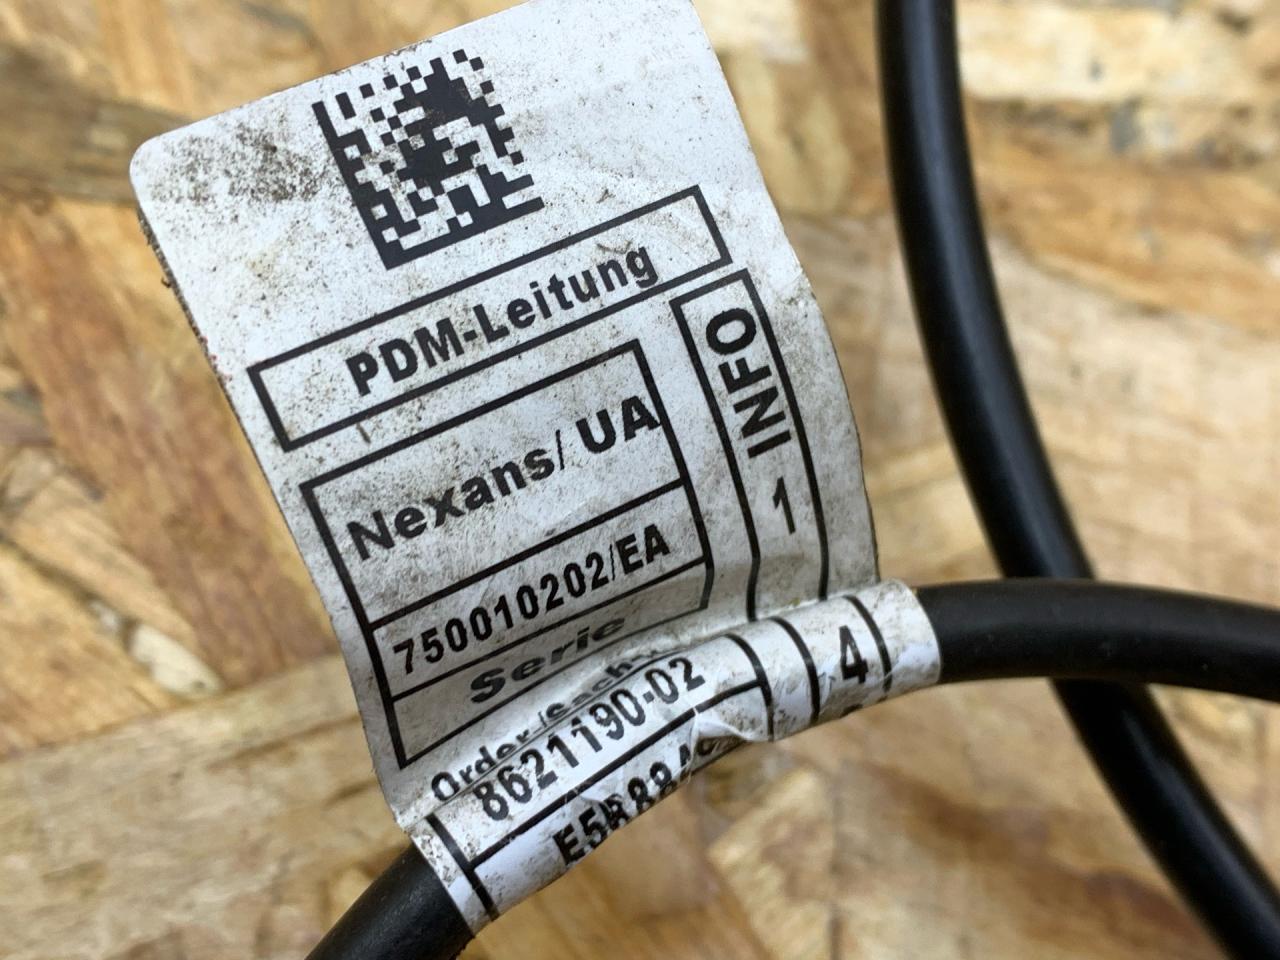 PDM-Leitung
INFO
1
Nexans/ UA
750010202/EA
Serie
4
8621190-02